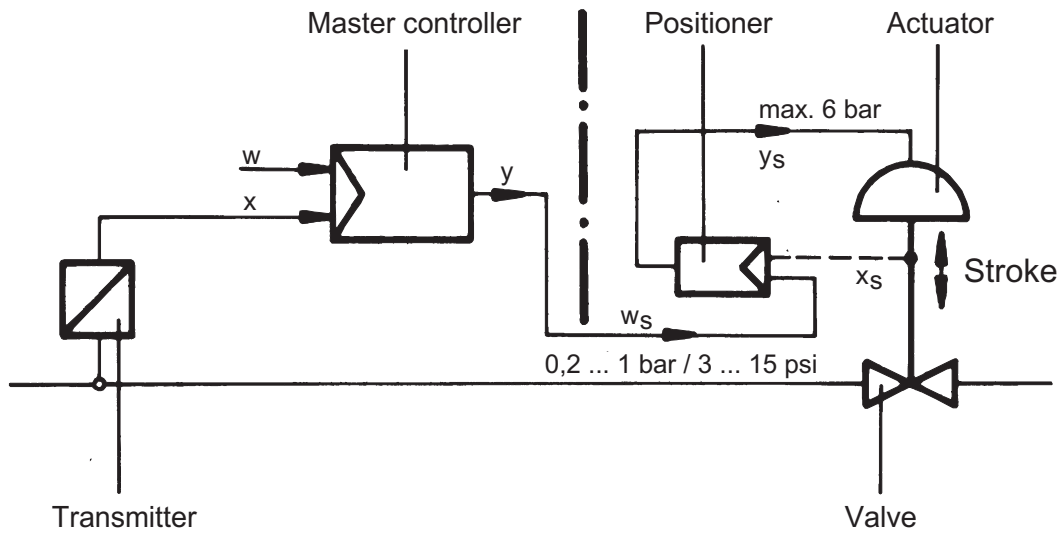 Master controller
Positioner
Actuator
max. 6 bar
w
y
ys
x
xs
Stroke
ws
0,2 ... 1 bar / 3 ... 15 psi
Transmitter
Valve